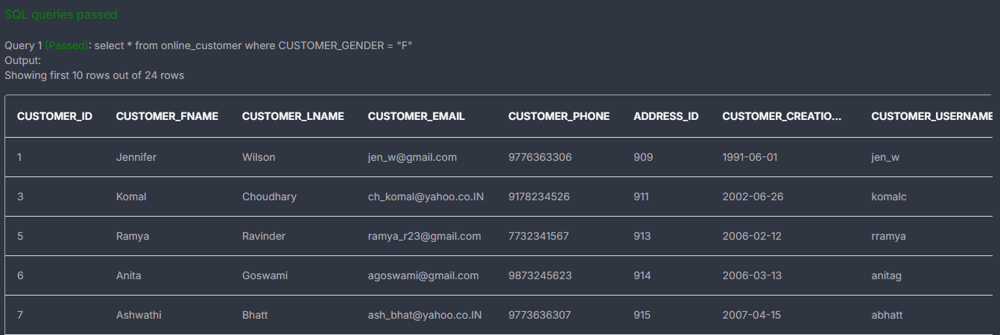 SQL queries passed
Query 1 (Passed): select * from online_customer where CUSTOMER_GENDER = "F"
Output:
Showing first 10 rows out of 24 rows
CUSTOMER_ID CUSTOMER_FNAME CUSTOMER_LNAME CUSTOMER_EMAIL CUSTOMER_PHONE ADDRESS_ID CUSTOMER_CREATIO... CUSTOMER_USERNAME
1 Jennifer Wilson jen_w@gmail.com 9776363306 909 1991-06-01 jen_w
3 Komal Choudhary ch_komal@yahoo.co.IN 9178234526 911 2002-06-26 komalc
5 Ramya Ravinder ramya_r23@gmail.com 7732341567 913 2006-02-12 rramya
6 Anita Goswami agoswami@gmail.com 9873245623 914 2006-03-13 anitag
7 Ashwathi Bhatt ash_bhat@yahoo.co.IN 9773636307 915 2007-04-15 abhatt